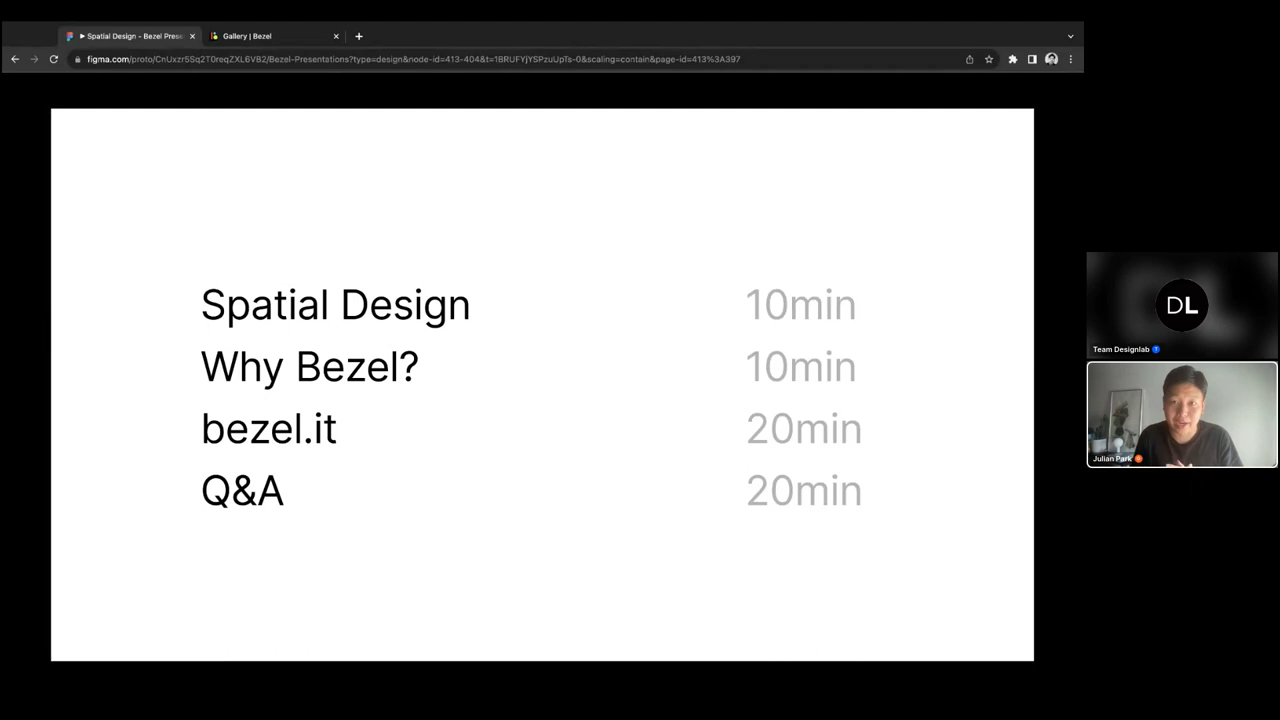 Spatial Design - Bezel Prese
Gallery | Bezel
figma.com/proto/CnUxzr5Sq2T0reqZXL6VB2/Bezel-Presentations?type=design&node-id=413-404&t=1BRUFYjYSPzuUpTs-0&scaling=contain&page-id=413%3A397
Spatial Design 10min
Why Bezel? 10min
bezel.it 20min
Q&A 20min
DL
Team Designlab
Julian Park